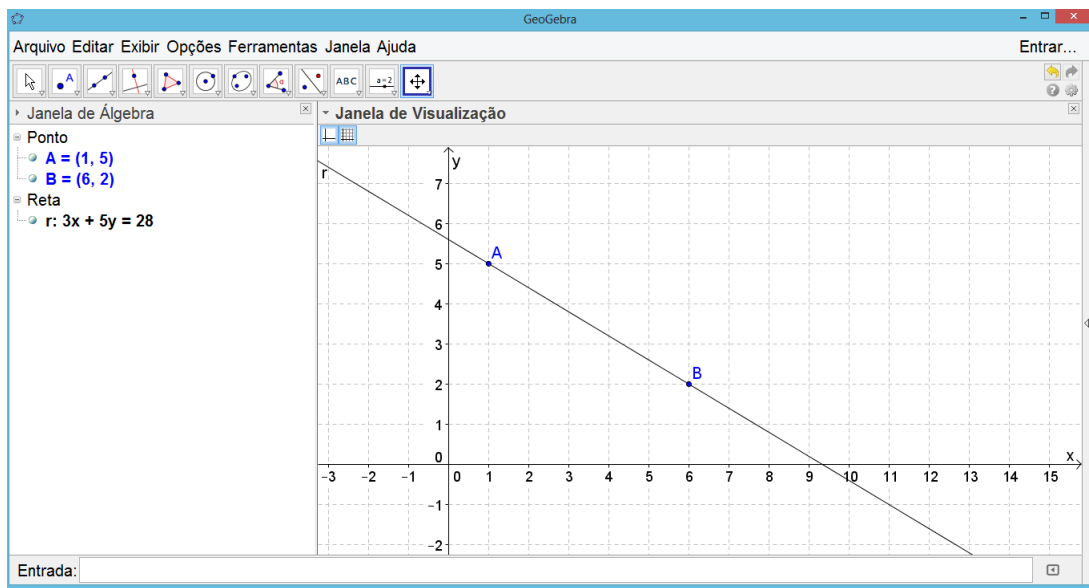 GeoGebra
Arquivo Editar Exibir Opções Ferramentas Janela Ajuda
Entrar...
A
ABC
a=2
Janela de Álgebra
Janela de Visualização
Ponto
A = (1, 5)
B = (6, 2)
Reta
r: 3x + 5y = 28
r
y
7
6
5
A
4
3
B
2
1
0
x
−3 −2 −1 0 1 2 3 4 5 6 7 8 9 10 11 12 13 14 15
−1
−2
Entrada: